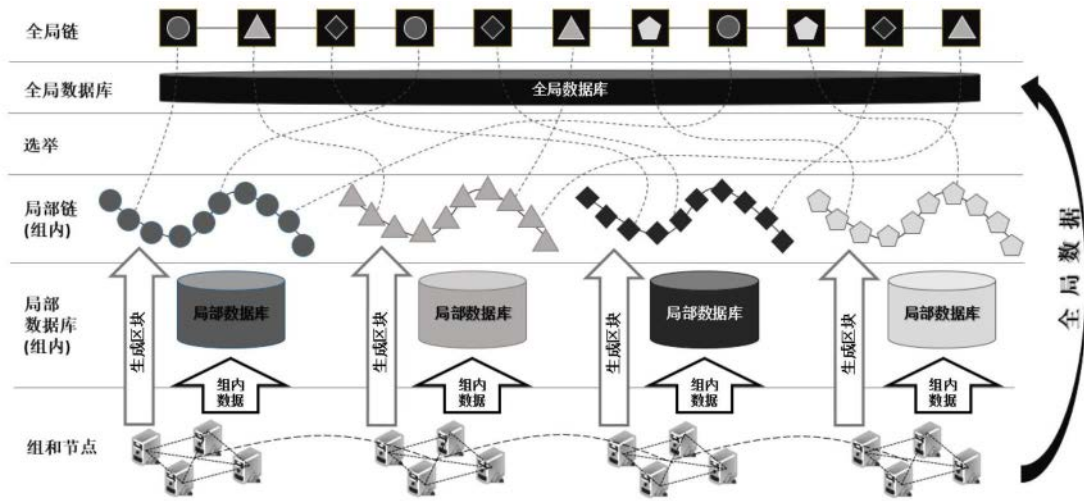 全局链
全局数据库
全局数据库
选举
局部链
(组内)
局部
数据库
(组内)
局部数据库
局部数据库
局部数据库
局部数据库
生成区块
生成区块
生成区块
生成区块
组内
数据
组内
数据
组内
数据
组内
数据
组和节点
全局数据